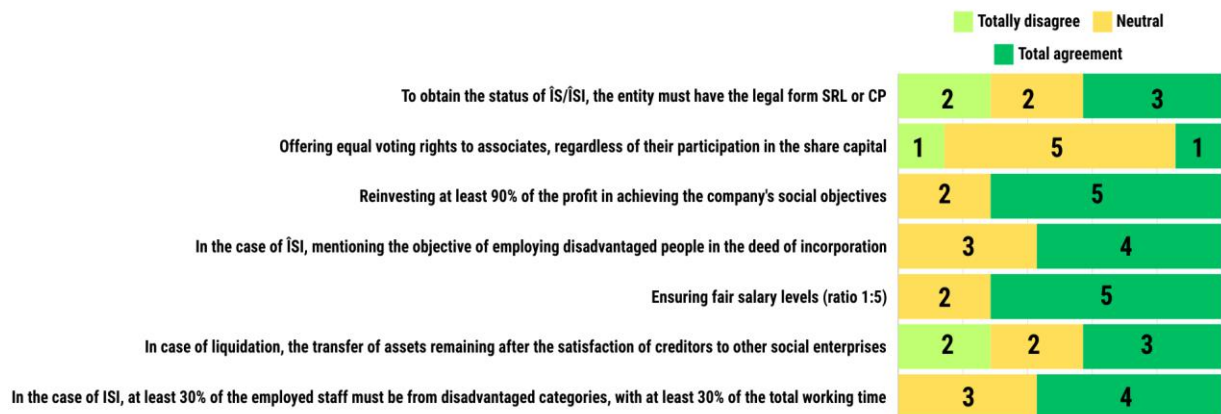 Totally disagree Neutral
Total agreement
To obtain the status of ÎS/ÎSI, the entity must have the legal form SRL or CP 2 2 3
Offering equal voting rights to associates, regardless of their participation in the share capital 1 5 1
Reinvesting at least 90% of the profit in achieving the company's social objectives 2 5
In the case of ÎSI, mentioning the objective of employing disadvantaged people in the deed of incorporation 3 4
Ensuring fair salary levels (ratio 1:5) 2 5
In case of liquidation, the transfer of assets remaining after the satisfaction of creditors to other social enterprises 2 2 3
In the case of ISI, at least 30% of the employed staff must be from disadvantaged categories, with at least 30% of the total working time 3 4